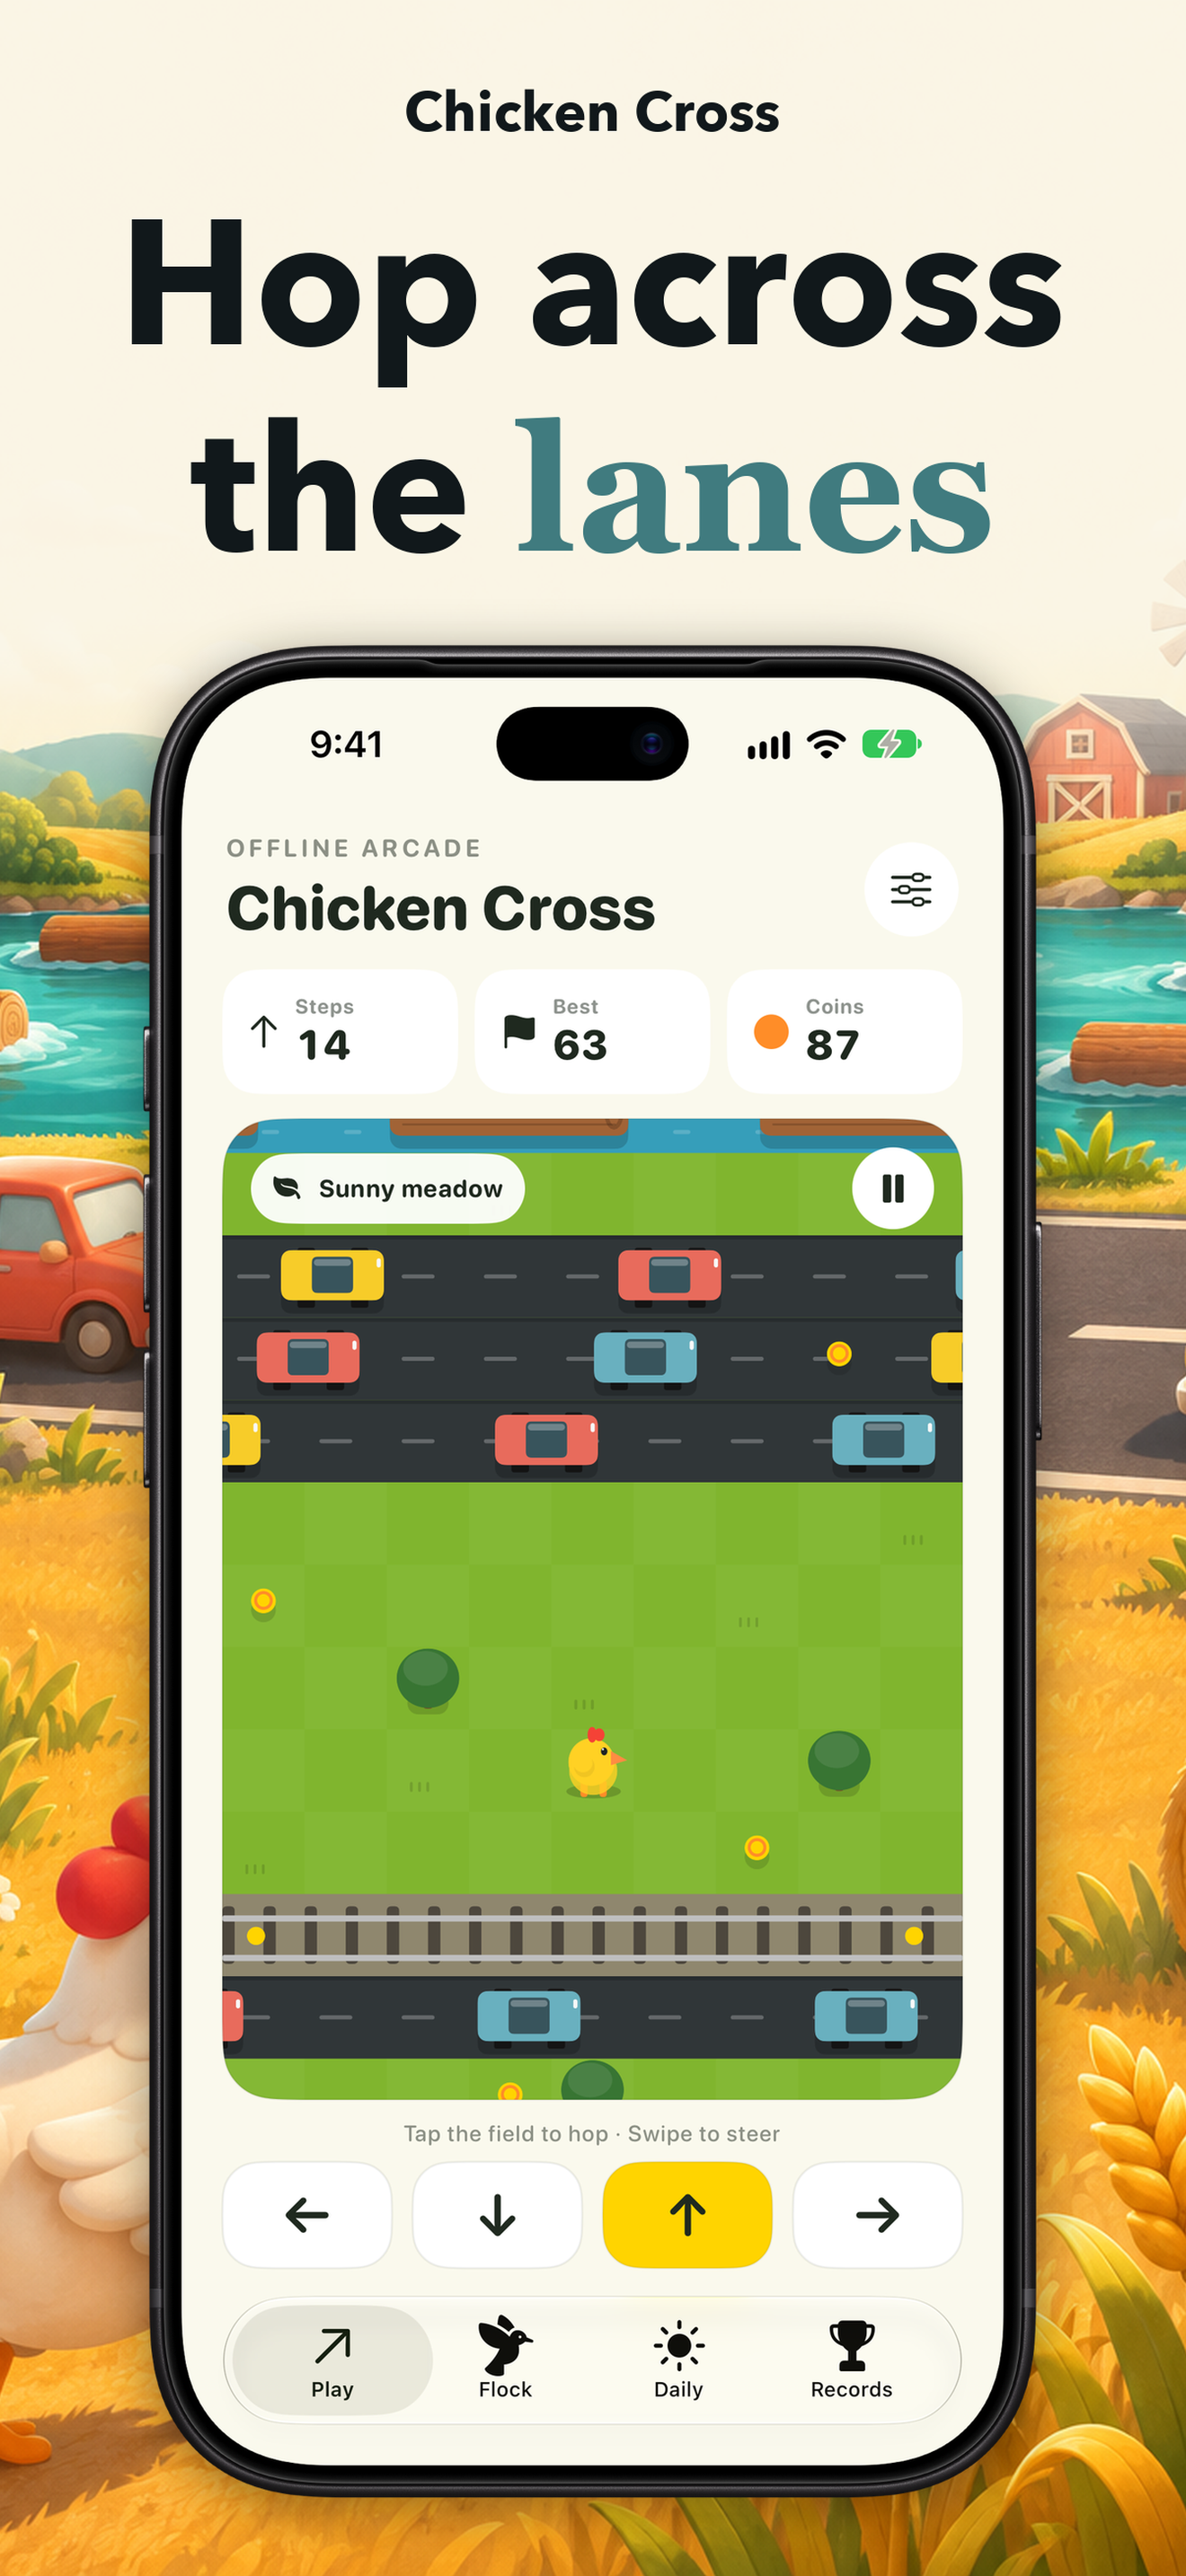 Chicken Cross
Hop across
the lanes
9:41
OFFLINE ARCADE
Chicken Cross
Steps
14
Best
63
Coins
87
Sunny meadow
Tap the field to hop · Swipe to steer
Play
Flock
Daily
Records